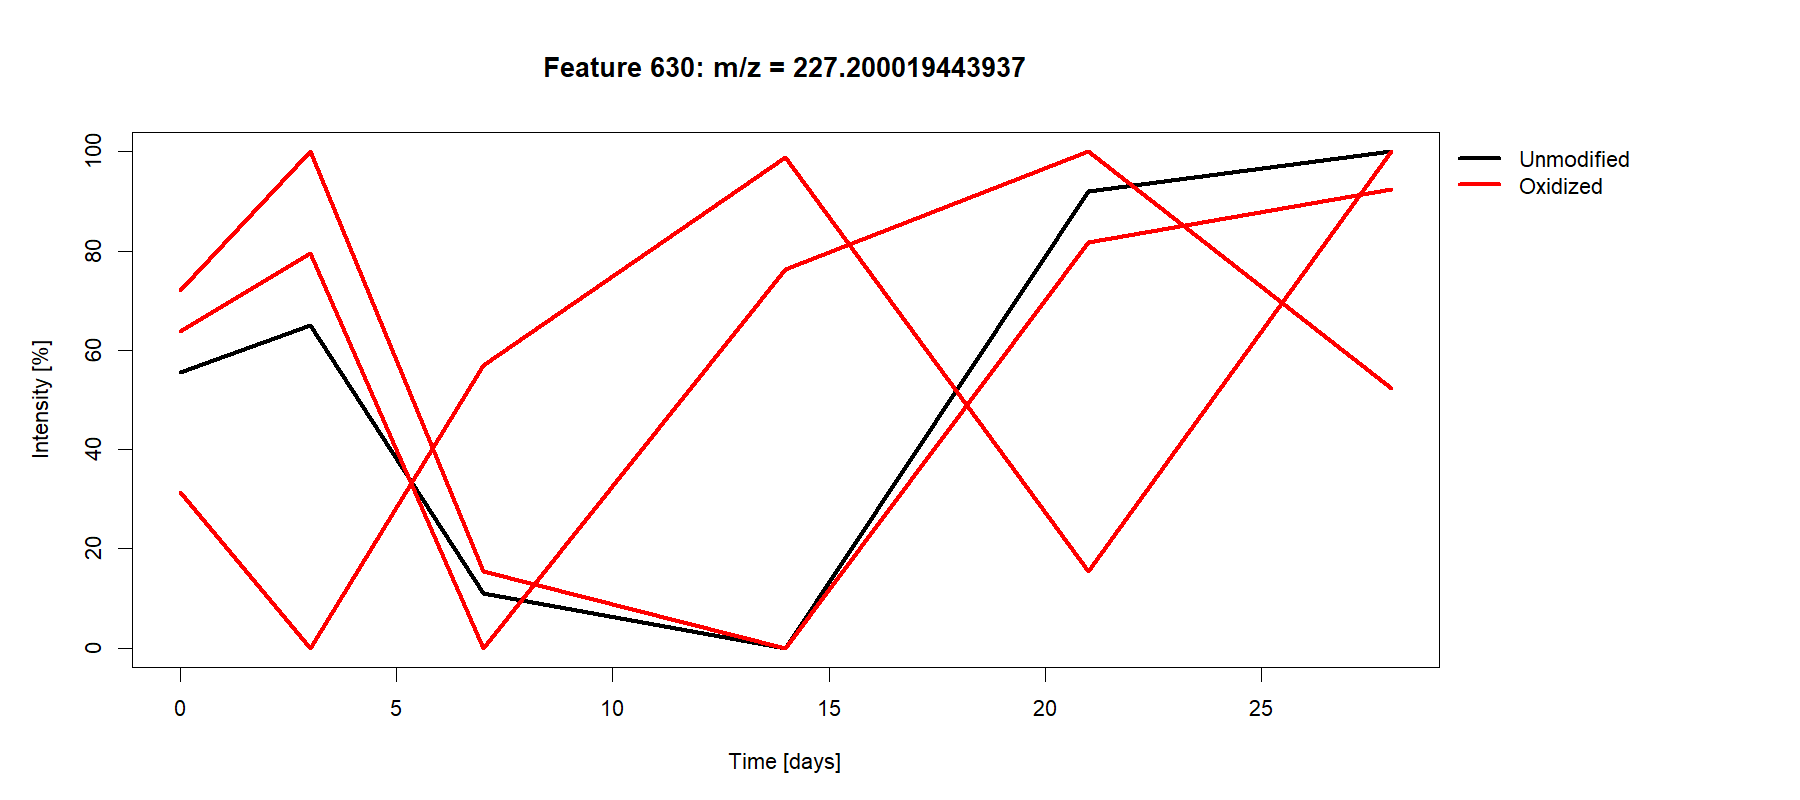 Feature 630: m/z = 227.200019443937
Unmodified
Oxidized
Intensity [%]
100
80
60
40
20
0
0 5 10 15 20 25
Time [days]